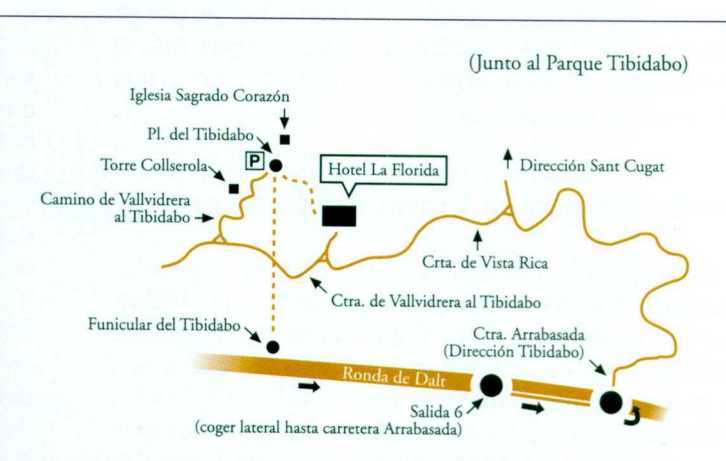 (Junto al Parque Tibidabo)
Iglesia Sagrado Corazón
Pl. del Tibidabo
P
Torre Collserola
Hotel La Florida
Dirección Sant Cugat
Camino de Vallvidrera
al Tibidabo
Crta. de Vista Rica
Ctra. de Vallvidrera al Tibidabo
Funicular del Tibidabo
Ctra. Arrabasada
(Dirección Tibidabo)
Ronda de Dalt
Salida 6
(coger lateral hasta carretera Arrabasada)